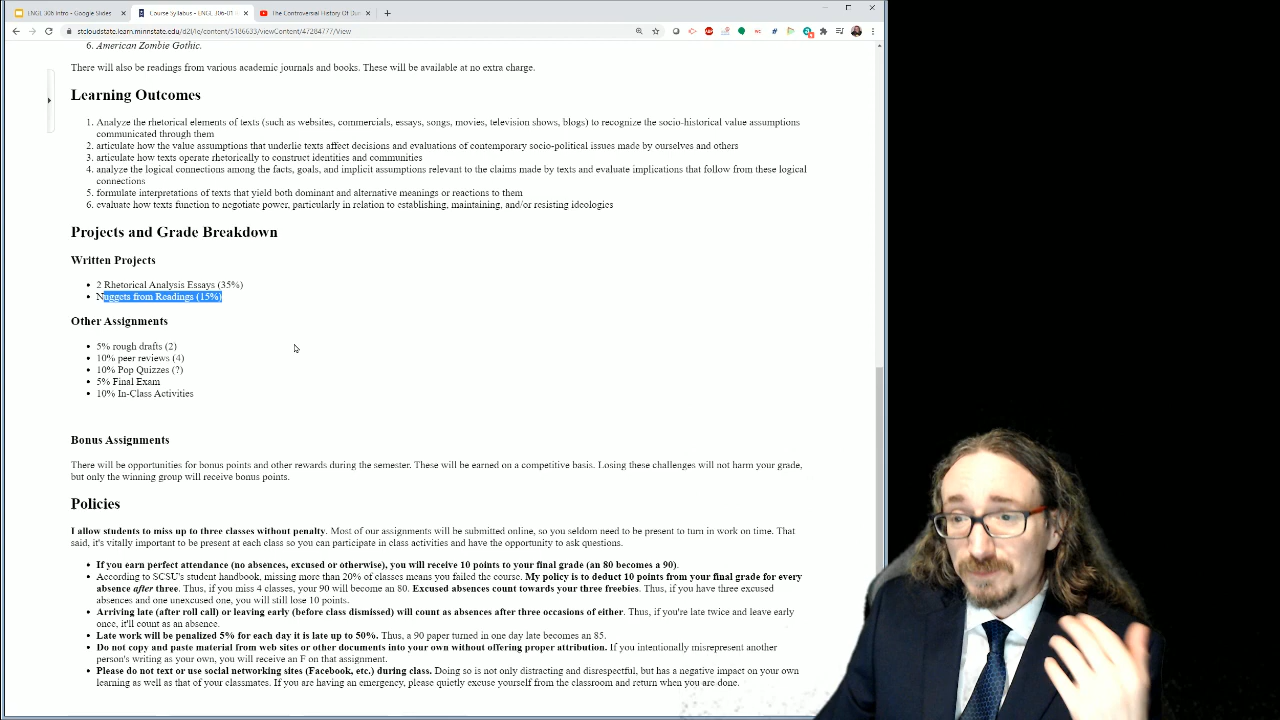 ENGL 306 Intro - Google Slides
Course Syllabus - ENGL 306-01
The Controversial History Of Du
stcloudstate.learn.minnstate.edu/d2l/le/content/5186633/viewContent/47284777/View
6. American Zombie Gothic.
There will also be readings from various academic journals and books. These will be available at no extra charge.
Learning Outcomes
1. Analyze the rhetorical elements of texts (such as websites, commercials, essays, songs, movies, television shows, blogs) to recognize the socio-historical value assumptions
communicated through them
2. articulate how the value assumptions that underlie texts affect decisions and evaluations of contemporary socio-political issues made by ourselves and others
3. articulate how texts operate rhetorically to construct identities and communities
4. analyze the logical connections among the facts, goals, and implicit assumptions relevant to the claims made by texts and evaluate implications that follow from these logical
connections
5. formulate interpretations of texts that yield both dominant and alternative meanings or reactions to them
6. evaluate how texts function to negotiate power, particularly in relation to establishing, maintaining, and/or resisting ideologies
Projects and Grade Breakdown
Written Projects
• 2 Rhetorical Analysis Essays (35%)
• Nuggets from Readings (15%)
Other Assignments
• 5% rough drafts (2)
• 10% peer reviews (4)
• 10% Pop Quizzes (?)
• 5% Final Exam
• 10% In-Class Activities
Bonus Assignments
There will be opportunities for bonus points and other rewards during the semester. These will be earned on a competitive basis. Losing these challenges will not harm your grade,
but only the winning group will receive bonus points.
Policies
I allow students to miss up to three classes without penalty. Most of our assignments will be submitted online, so you seldom need to be present to turn in work on time. That
said, it's vitally important to be present at each class so you can participate in class activities and have the opportunity to ask questions.
• If you earn perfect attendance (no absences, excused or otherwise), you will receive 10 points to your final grade (an 80 becomes a 90).
• According to SCSU's student handbook, missing more than 20% of classes means you failed the course. My policy is to deduct 10 points from your final grade for every
absence after three. Thus, if you miss 4 classes, your 90 will become an 80. Excused absences count towards your three freebies. Thus, if you have three excused
absences and one unexcused one, you will still lose 10 points.
• Arriving late (after roll call) or leaving early (before class dismissed) will count as absences after three occasions of either. Thus, if you're late twice and leave early
once, it'll count as an absence.
• Late work will be penalized 5% for each day it is late up to 50%. Thus, a 90 paper turned in one day late becomes an 85.
• Do not copy and paste material from web sites or other documents into your own without offering proper attribution. If you intentionally misrepresent another
person's writing as your own, you will receive an F on that assignment.
• Please do not text or use social networking sites (Facebook, etc.) during class. Doing so is not only distracting and disrespectful, but has a negative impact on your own
learning as well as that of your classmates. If you are having an emergency, please quietly excuse yourself from the classroom and return when you are done.